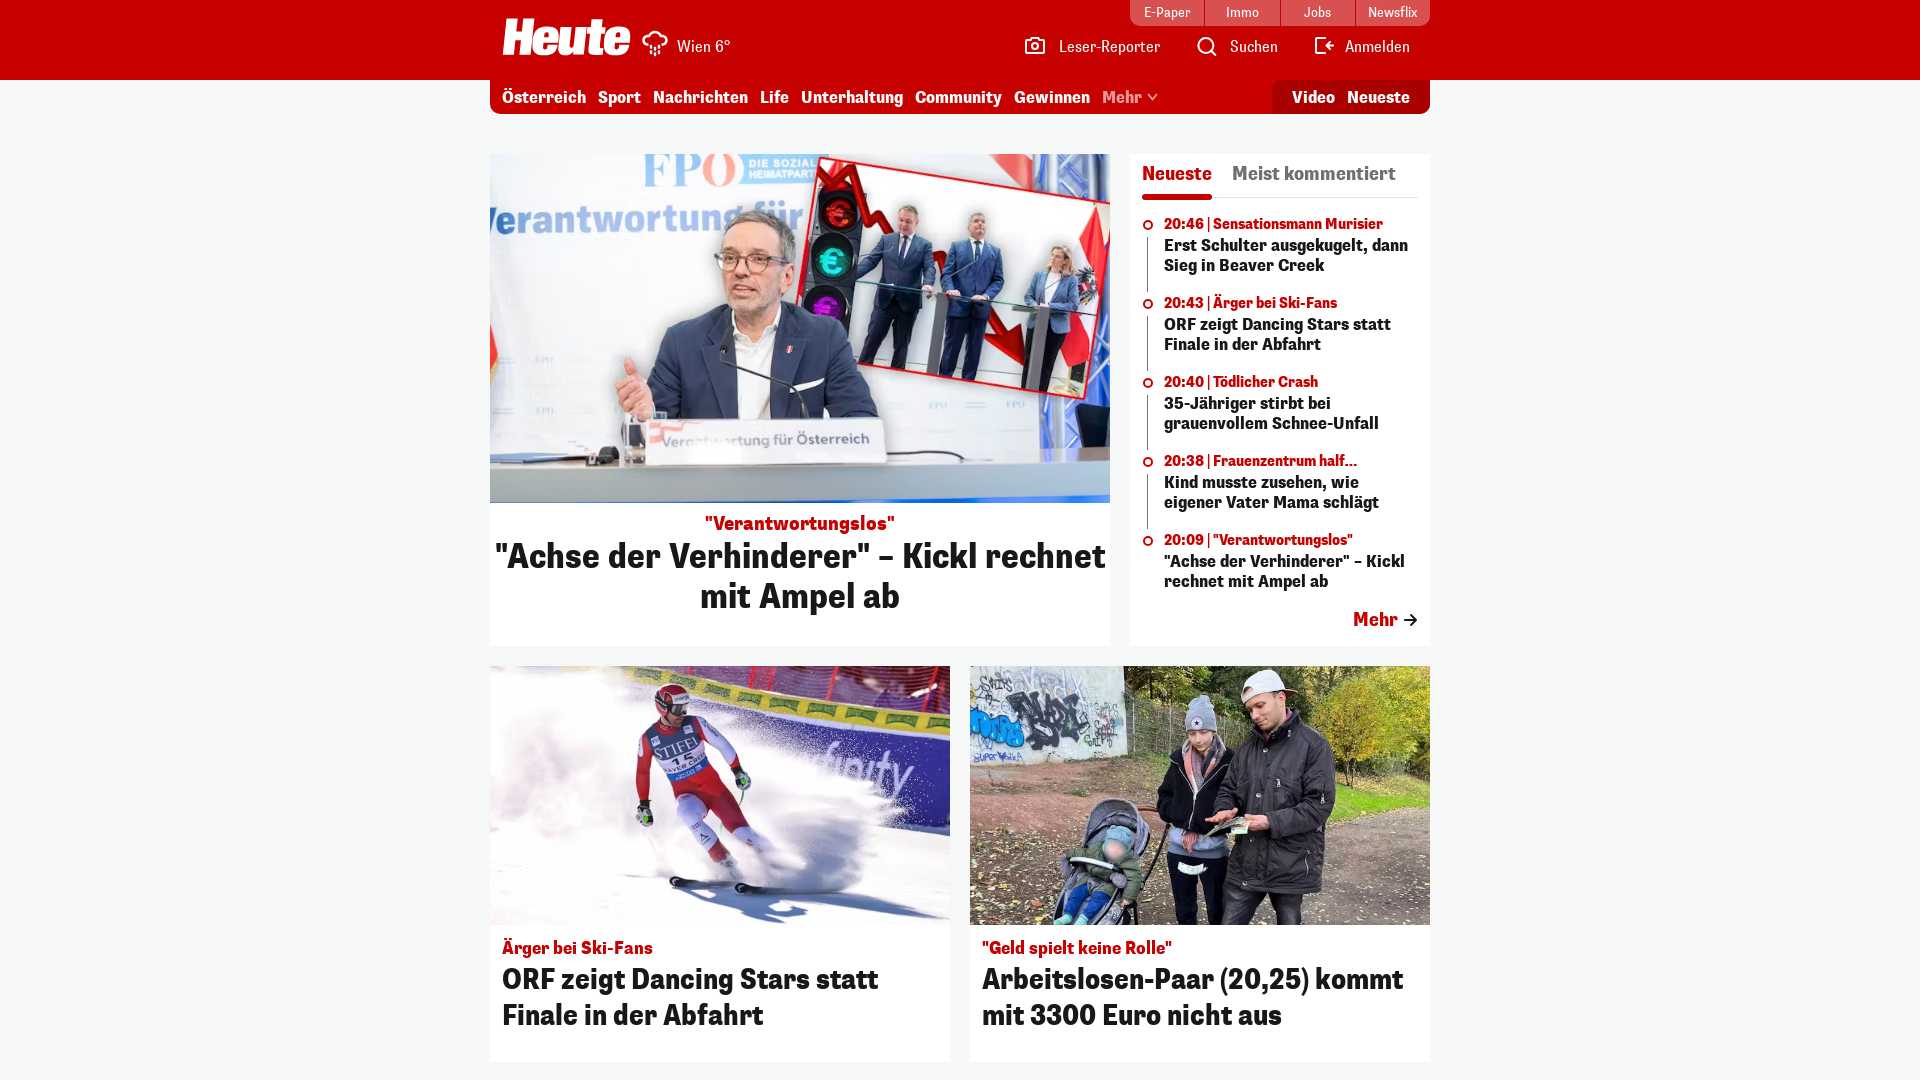 E-Paper
Immo
Jobs
Newsflix
Heute
Wien 6°
Leser-Reporter
Suchen
Anmelden
Österreich
Sport
Nachrichten
Life
Unterhaltung
Community
Gewinnen
Mehr
Video
Neueste
FPÖ
DIE SOZIALE
HEIMATPARTEI
Verantwortung für
FPÖ
FPÖ
FPÖ
Verantwortung für Österreich
"Verantwortungslos"
"Achse der Verhinderer" – Kickl rechnet
mit Ampel ab
Neueste
Meist kommentiert
20:46 | Sensationsmann Murisier
Erst Schulter ausgekugelt, dann
Sieg in Beaver Creek
20:43 | Ärger bei Ski-Fans
ORF zeigt Dancing Stars statt
Finale in der Abfahrt
20:40 | Tödlicher Crash
35-Jähriger stirbt bei
grauenvollem Schnee-Unfall
20:38 | Frauenzentrum half...
Kind musste zusehen, wie
eigener Vater Mama schlägt
20:09 | "Verantwortungslos"
"Achse der Verhinderer" – Kickl
rechnet mit Ampel ab
Mehr
STIFEL
15
finity
Ärger bei Ski-Fans
ORF zeigt Dancing Stars statt
Finale in der Abfahrt
"Geld spielt keine Rolle"
Arbeitslosen-Paar (20,25) kommt
mit 3300 Euro nicht aus